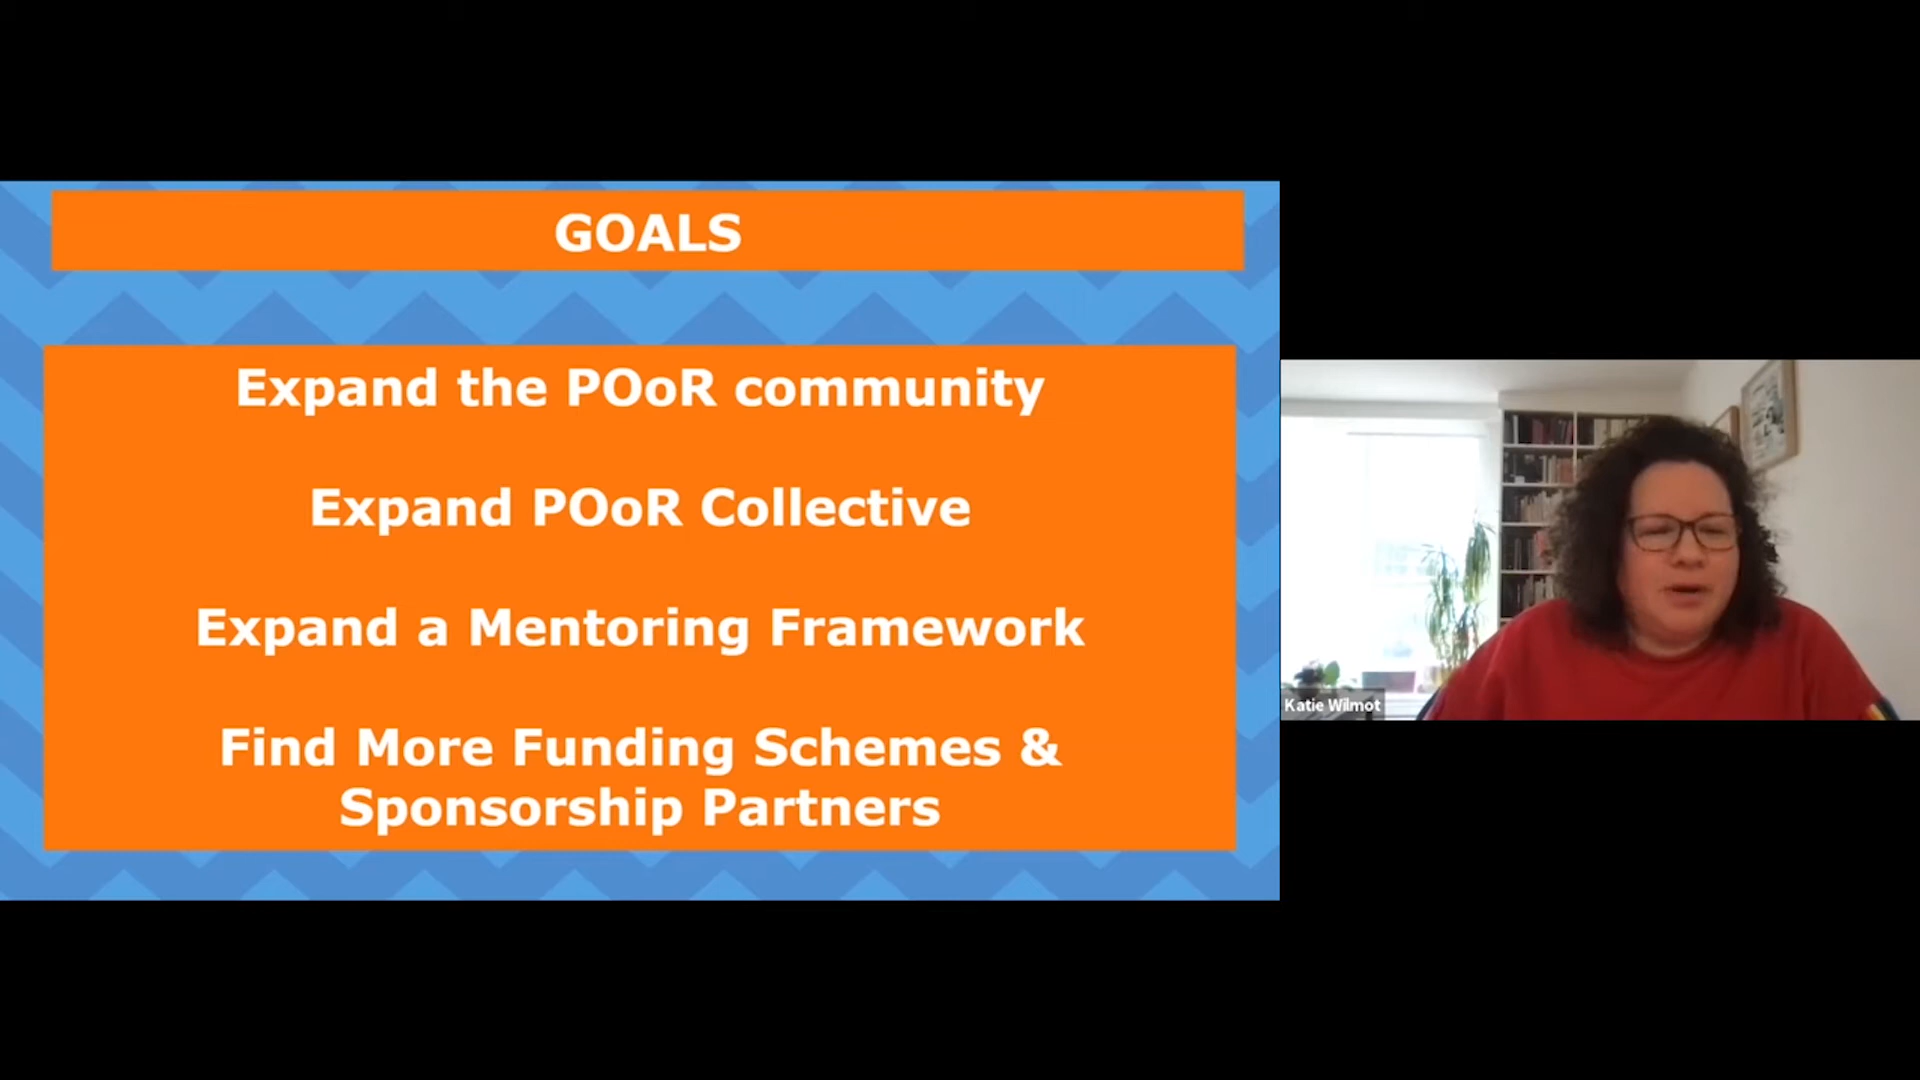 GOALS
Expand the POoR community
Expand POoR Collective
Expand a Mentoring Framework
Find More Funding Schemes &
Sponsorship Partners
Katie Wilmot